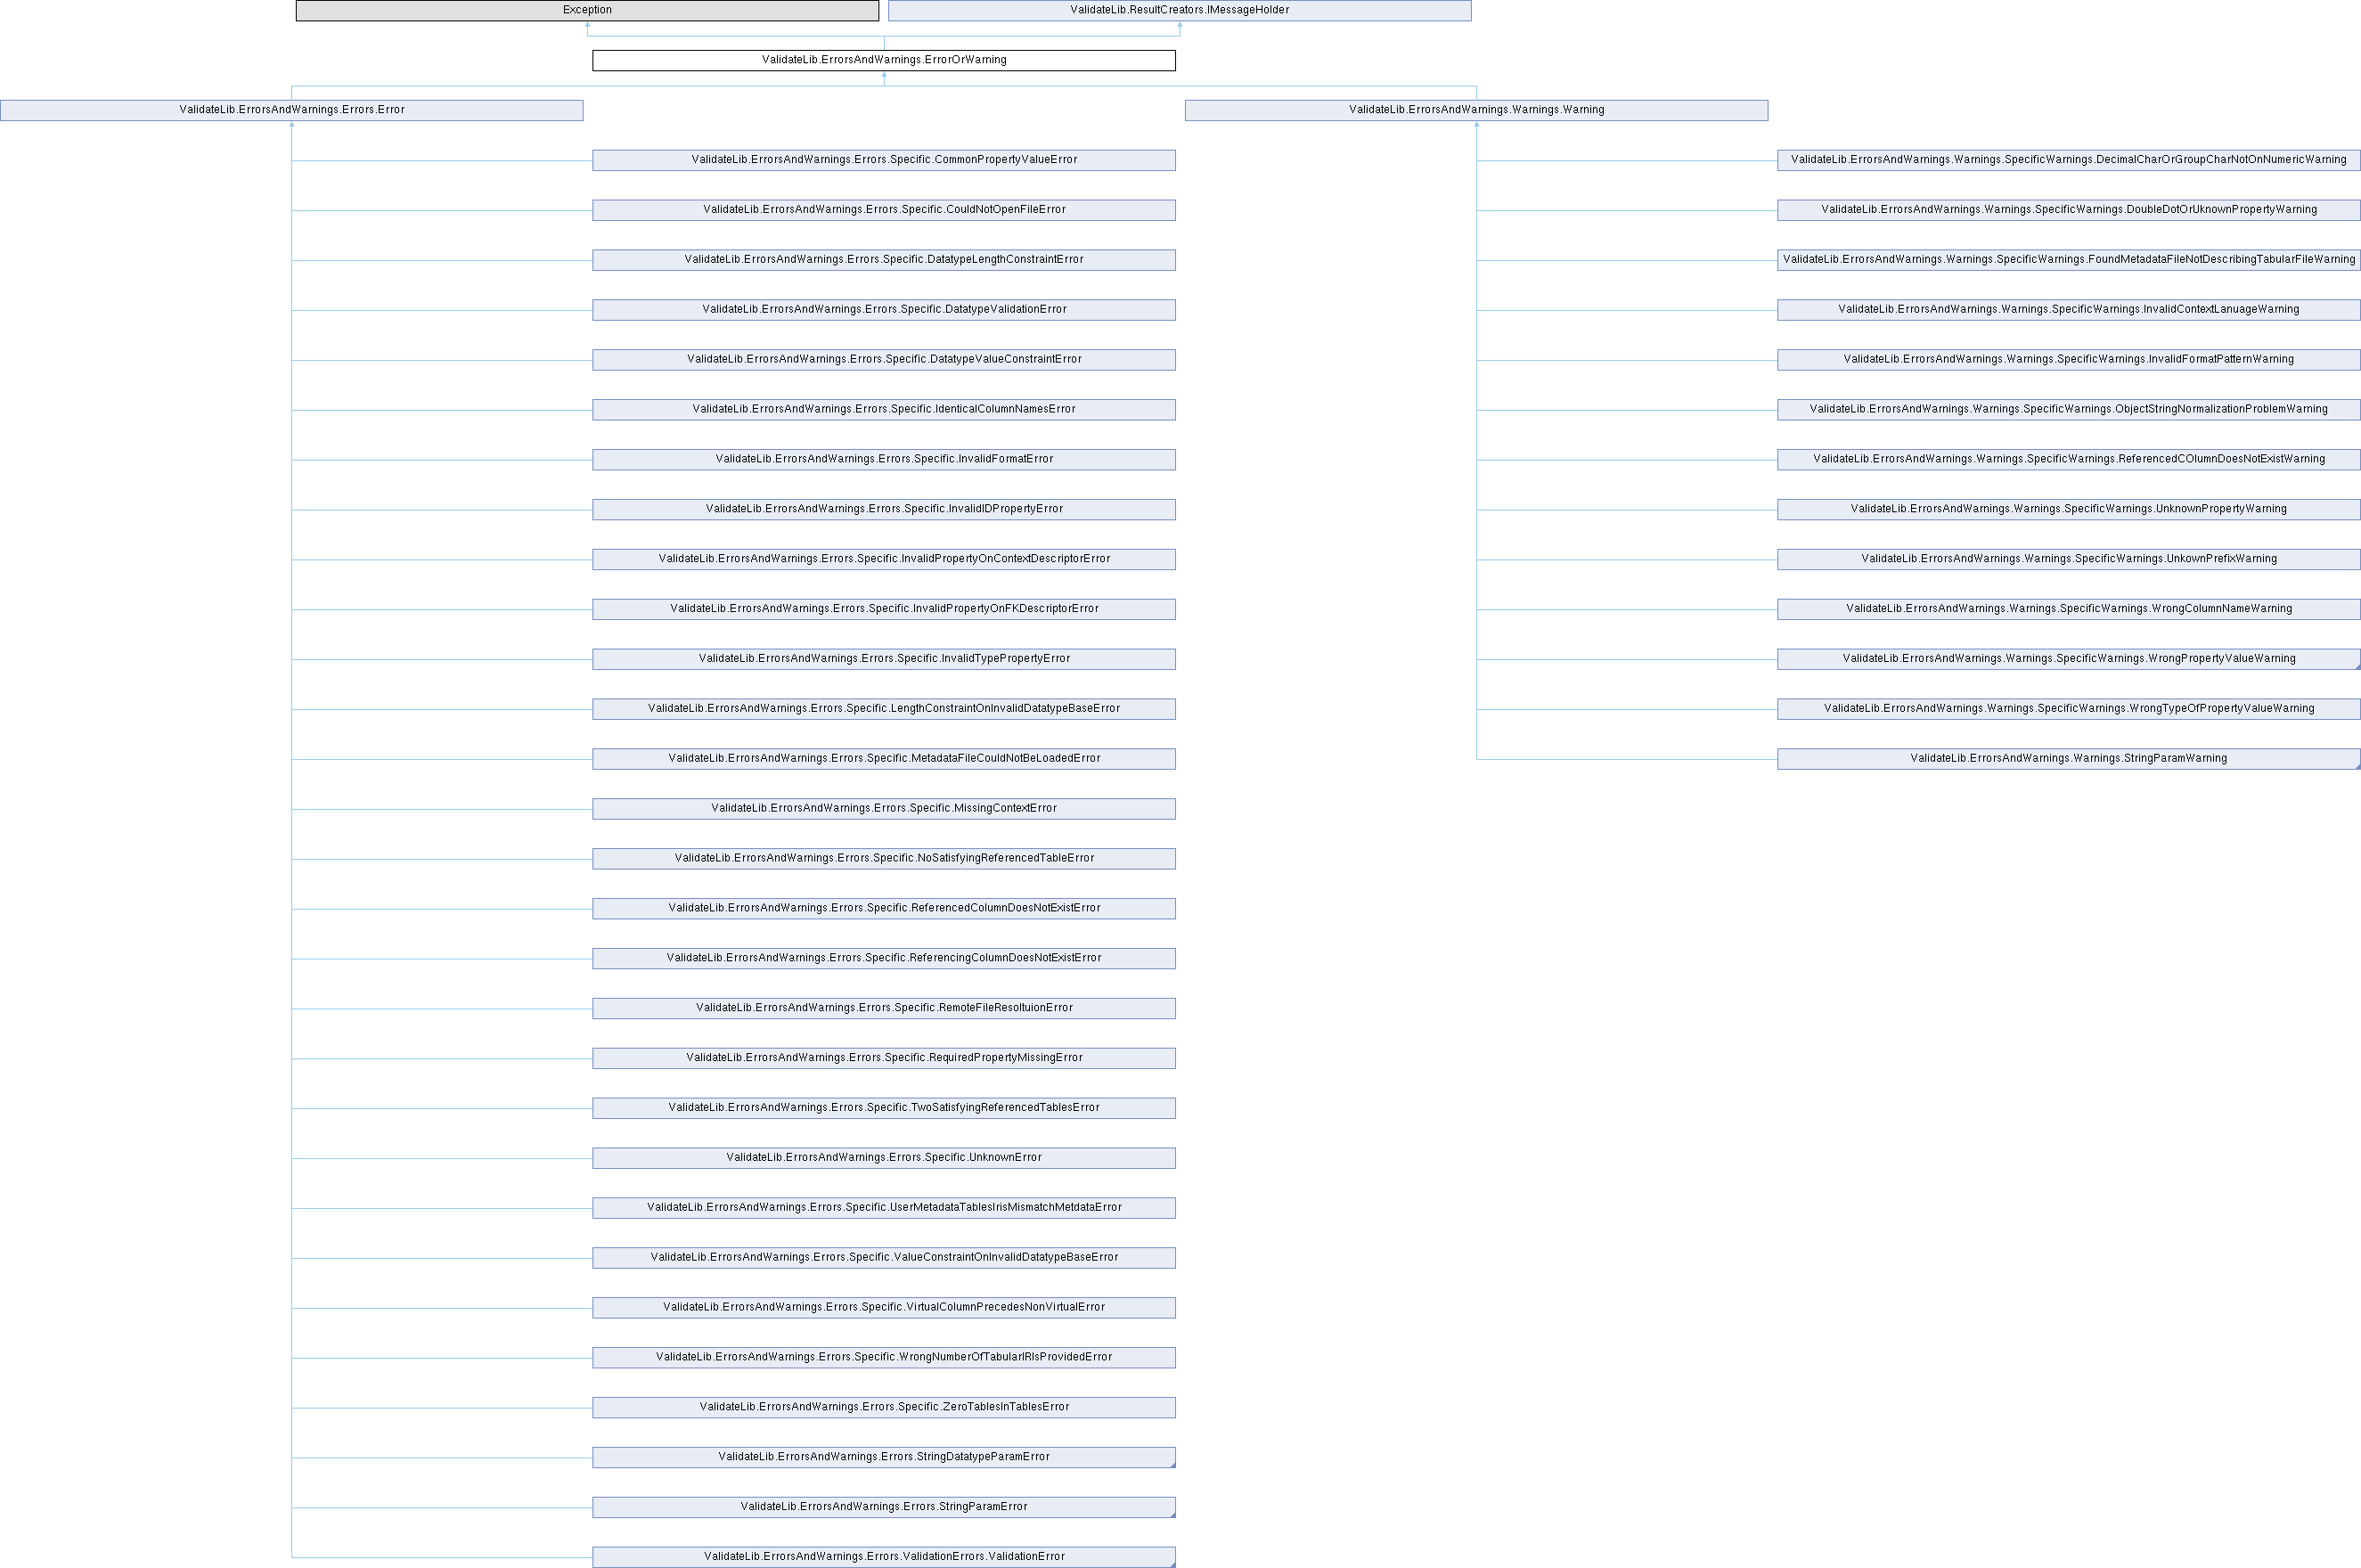 Exception
ValidateLib.ResultCreators.IMessageHolder
ValidateLib.ErrorsAndWarnings.ErrorOrWarning
ValidateLib.ErrorsAndWarnings.Errors.Error
ValidateLib.ErrorsAndWarnings.Warnings.Warning
ValidateLib.ErrorsAndWarnings.Errors.Specific.CommonPropertyValueError
ValidateLib.ErrorsAndWarnings.Warnings.SpecificWarnings.DecimalCharOrGroupCharNotOnNumericWarning
ValidateLib.ErrorsAndWarnings.Errors.Specific.CouldNotOpenFileError
ValidateLib.ErrorsAndWarnings.Warnings.SpecificWarnings.DoubleDotOrUknownPropertyWarning
ValidateLib.ErrorsAndWarnings.Errors.Specific.DatatypeLengthConstraintError
ValidateLib.ErrorsAndWarnings.Warnings.SpecificWarnings.FoundMetadataFileNotDescribingTabularFileWarning
ValidateLib.ErrorsAndWarnings.Errors.Specific.DatatypeValidationError
ValidateLib.ErrorsAndWarnings.Warnings.SpecificWarnings.InvalidContextLanuageWarning
ValidateLib.ErrorsAndWarnings.Errors.Specific.DatatypeValueConstraintError
ValidateLib.ErrorsAndWarnings.Warnings.SpecificWarnings.InvalidFormatPatternWarning
ValidateLib.ErrorsAndWarnings.Errors.Specific.IdenticalColumnNamesError
ValidateLib.ErrorsAndWarnings.Warnings.SpecificWarnings.ObjectStringNormalizationProblemWarning
ValidateLib.ErrorsAndWarnings.Errors.Specific.InvalidFormatError
ValidateLib.ErrorsAndWarnings.Warnings.SpecificWarnings.ReferencedCOlumnDoesNotExistWarning
ValidateLib.ErrorsAndWarnings.Errors.Specific.InvalidIDPropertyError
ValidateLib.ErrorsAndWarnings.Warnings.SpecificWarnings.UnknownPropertyWarning
ValidateLib.ErrorsAndWarnings.Errors.Specific.InvalidPropertyOnContextDescriptorError
ValidateLib.ErrorsAndWarnings.Warnings.SpecificWarnings.UnkownPrefixWarning
ValidateLib.ErrorsAndWarnings.Errors.Specific.InvalidPropertyOnFKDescriptorError
ValidateLib.ErrorsAndWarnings.Warnings.SpecificWarnings.WrongColumnNameWarning
ValidateLib.ErrorsAndWarnings.Errors.Specific.InvalidTypePropertyError
ValidateLib.ErrorsAndWarnings.Warnings.SpecificWarnings.WrongPropertyValueWarning
ValidateLib.ErrorsAndWarnings.Errors.Specific.LengthConstraintOnInvalidDatatypeBaseError
ValidateLib.ErrorsAndWarnings.Warnings.SpecificWarnings.WrongTypeOfPropertyValueWarning
ValidateLib.ErrorsAndWarnings.Errors.Specific.MetadataFileCouldNotBeLoadedError
ValidateLib.ErrorsAndWarnings.Warnings.StringParamWarning
ValidateLib.ErrorsAndWarnings.Errors.Specific.MissingContextError
ValidateLib.ErrorsAndWarnings.Errors.Specific.NoSatisfyingReferencedTableError
ValidateLib.ErrorsAndWarnings.Errors.Specific.ReferencedColumnDoesNotExistError
ValidateLib.ErrorsAndWarnings.Errors.Specific.ReferencingColumnDoesNotExistError
ValidateLib.ErrorsAndWarnings.Errors.Specific.RemoteFileResoltuionError
ValidateLib.ErrorsAndWarnings.Errors.Specific.RequiredPropertyMissingError
ValidateLib.ErrorsAndWarnings.Errors.Specific.TwoSatisfyingReferencedTablesError
ValidateLib.ErrorsAndWarnings.Errors.Specific.UnknownError
ValidateLib.ErrorsAndWarnings.Errors.Specific.UserMetadataTablesIrisMismatchMetdataError
ValidateLib.ErrorsAndWarnings.Errors.Specific.ValueConstraintOnInvalidDatatypeBaseError
ValidateLib.ErrorsAndWarnings.Errors.Specific.VirtualColumnPrecedesNonVirtualError
ValidateLib.ErrorsAndWarnings.Errors.Specific.WrongNumberOfTabularIRIsProvidedError
ValidateLib.ErrorsAndWarnings.Errors.Specific.ZeroTablesInTablesError
ValidateLib.ErrorsAndWarnings.Errors.StringDatatypeParamError
ValidateLib.ErrorsAndWarnings.Errors.StringParamError
ValidateLib.ErrorsAndWarnings.Errors.ValidationErrors.ValidationError